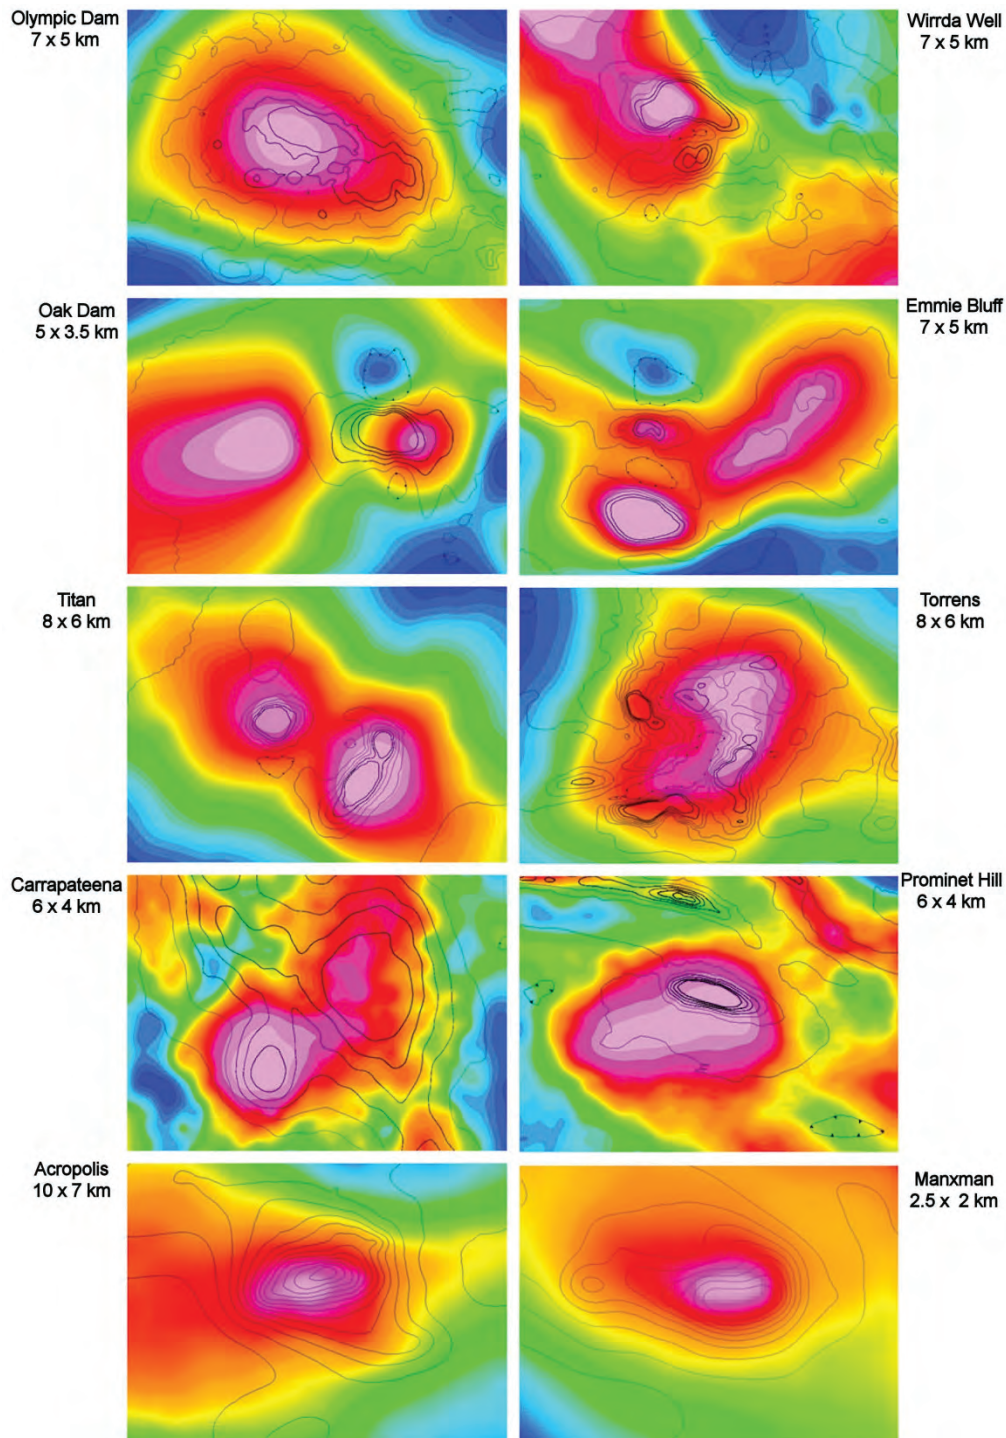 Olympic Dam
7 x 5 km
Wirrda Well
7 x 5 km
Oak Dam
5 x 3.5 km
Emmie Bluff
7 x 5 km
Titan
8 x 6 km
Torrens
8 x 6 km
Carrapateena
6 x 4 km
Prominet Hill
6 x 4 km
Acropolis
10 x 7 km
Manxman
2.5 x 2 km